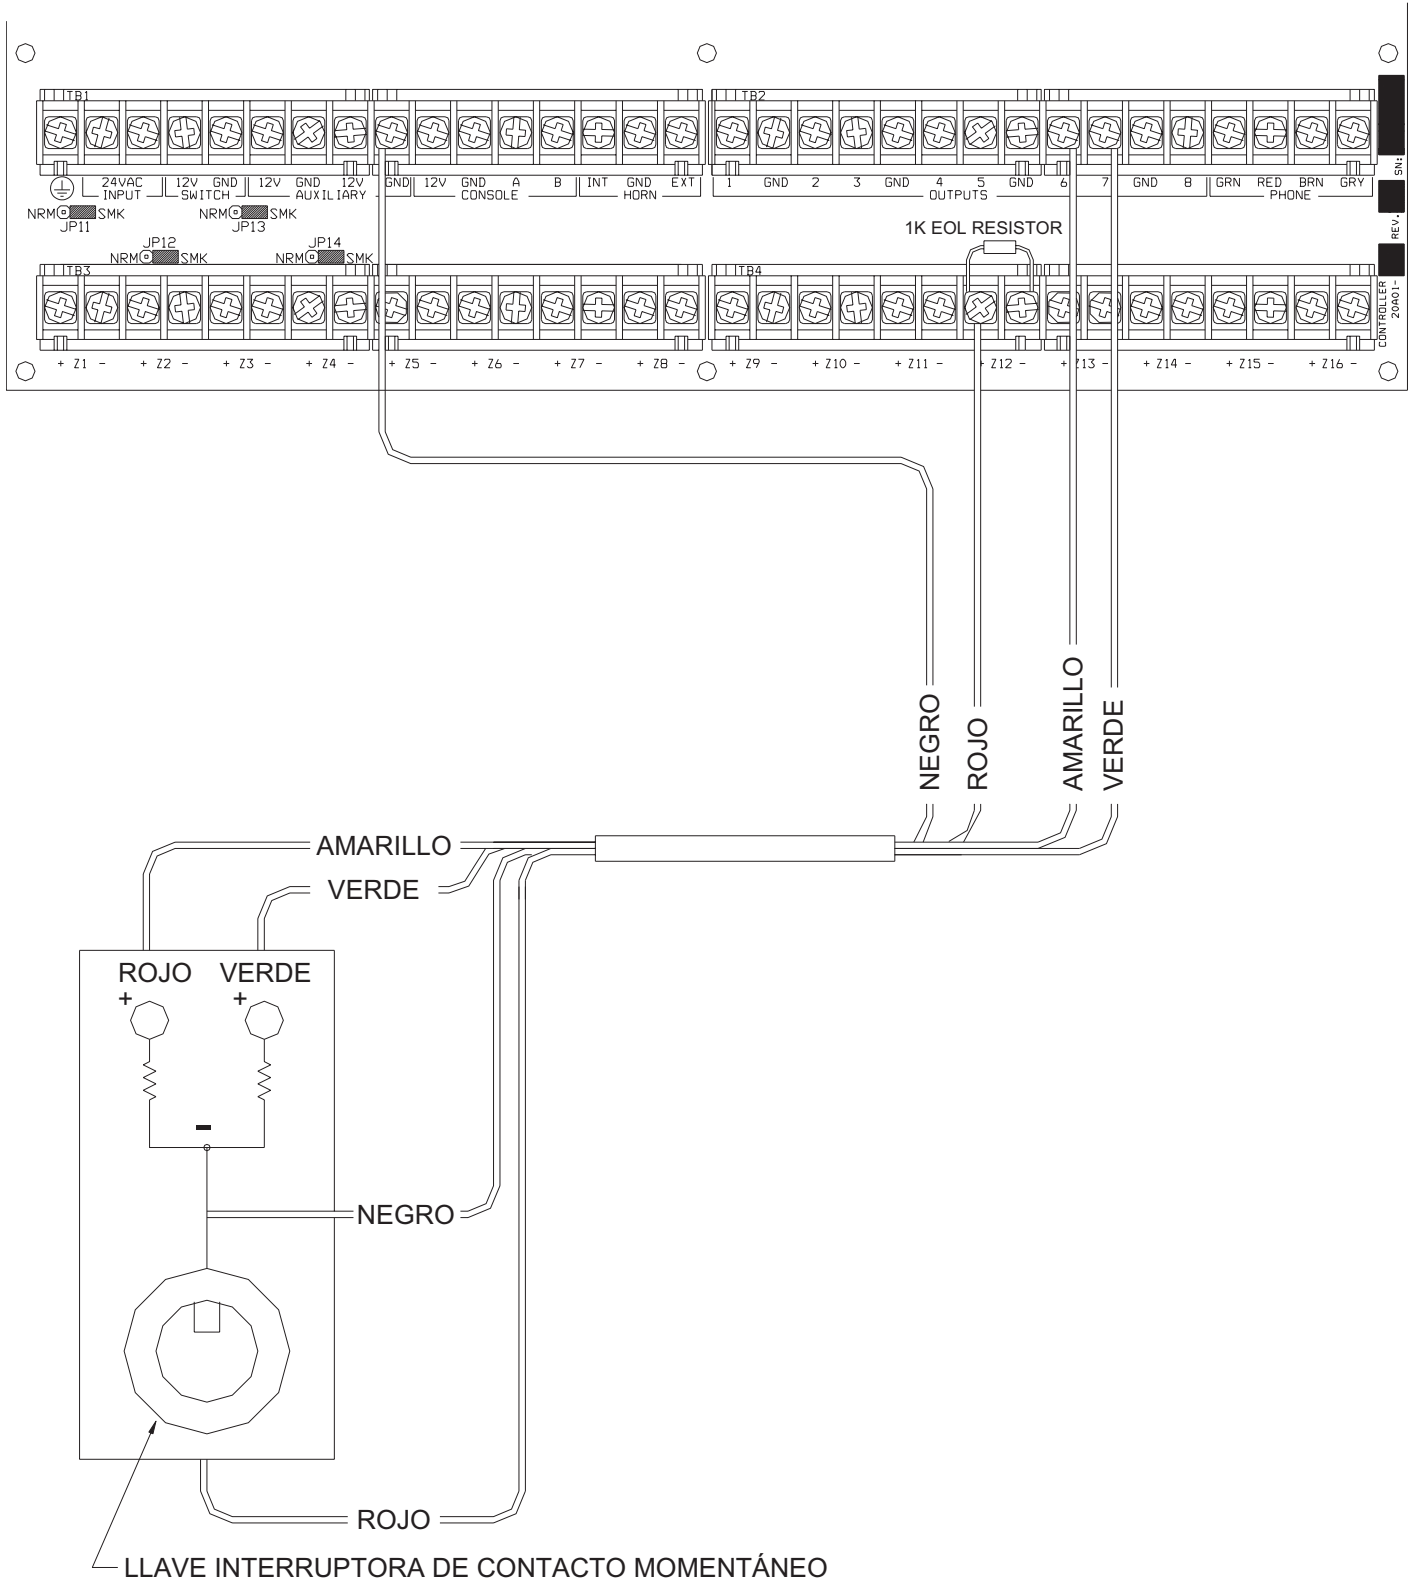 TB1 TB2
24VAC 12V GND 12V GND 12V GND 12V GND A B INT GND EXT 1 GND 2 3 GND 4 5 GND 6 7 GND 8 GRN RED BRN GRY
INPUT SWITCH AUXILIARY CONSOLE HORN OUTPUTS PHONE
NRM SMK NRM SMK
JP11 JP13
JP12 JP14
NRM SMK NRM SMK
1K EOL RESISTOR
TB3 TB4
+ Z1 - + Z2 - + Z3 - + Z4 - + Z5 - + Z6 - + Z7 - + Z8 - + Z9 - + Z10 - + Z11 - + Z12 - + Z13 - + Z14 - + Z15 - + Z16 -
SN:
REV.
CONTROLLER
20A01-
NEGRO
ROJO
AMARILLO
VERDE
AMARILLO
VERDE
ROJO VERDE
+ +
-
NEGRO
ROJO
LLAVE INTERRUPTORA DE CONTACTO MOMENTÁNEO